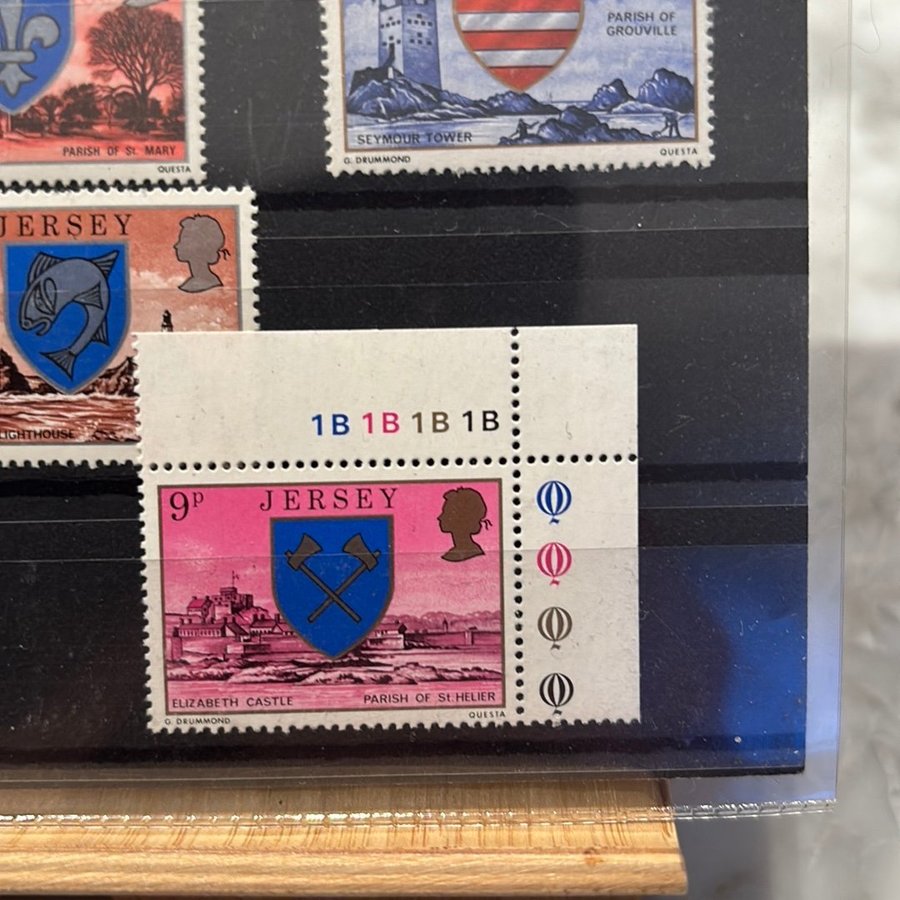 PARISH OF St. MARY
QUESTA
PARISH OF
GROUVILLE
SEYMOUR TOWER
G. DRUMMOND
QUESTA
JERSEY
LIGHTHOUSE
1B 1B 1B 1B
9P JERSEY
ELIZABETH CASTLE
PARISH OF St. HELIER
G. DRUMMOND
QUESTA